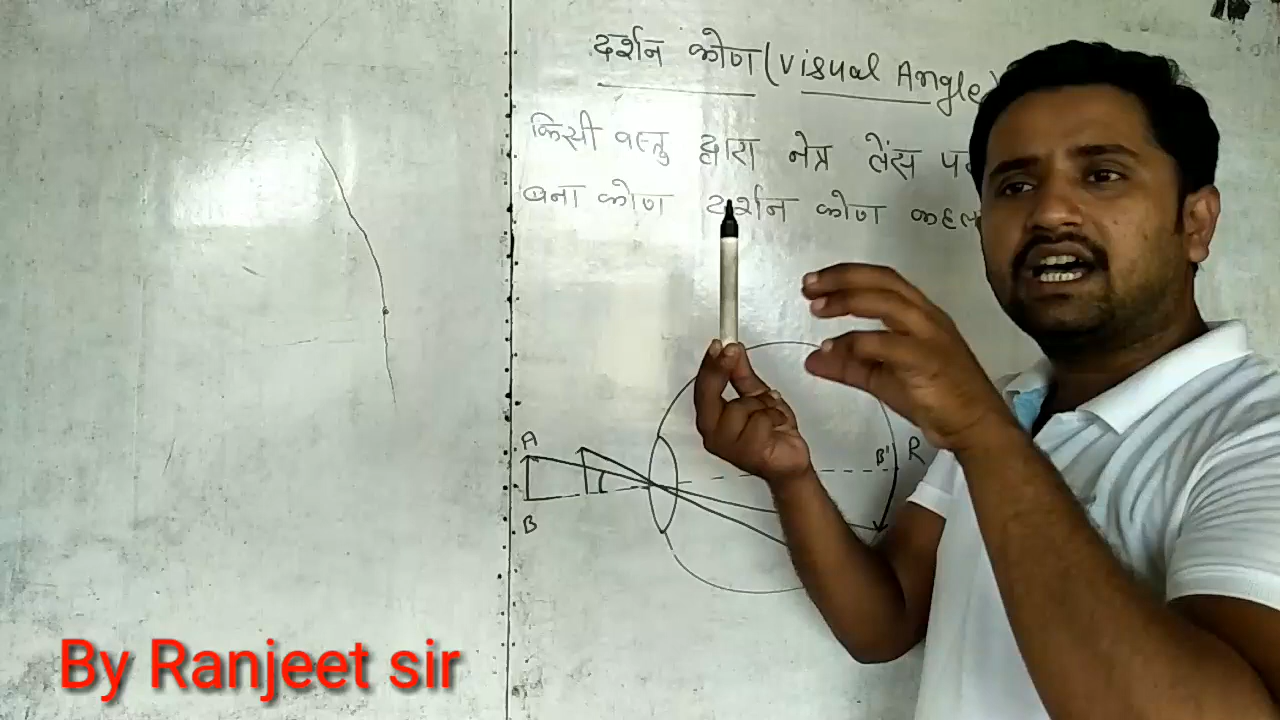 दर्शन कोण (Visual Angle)
किसी वस्तु द्वारा नेत्र लेंस
बना कोण दर्शन कोण
A
B
B'
R
By Ranjeet sir